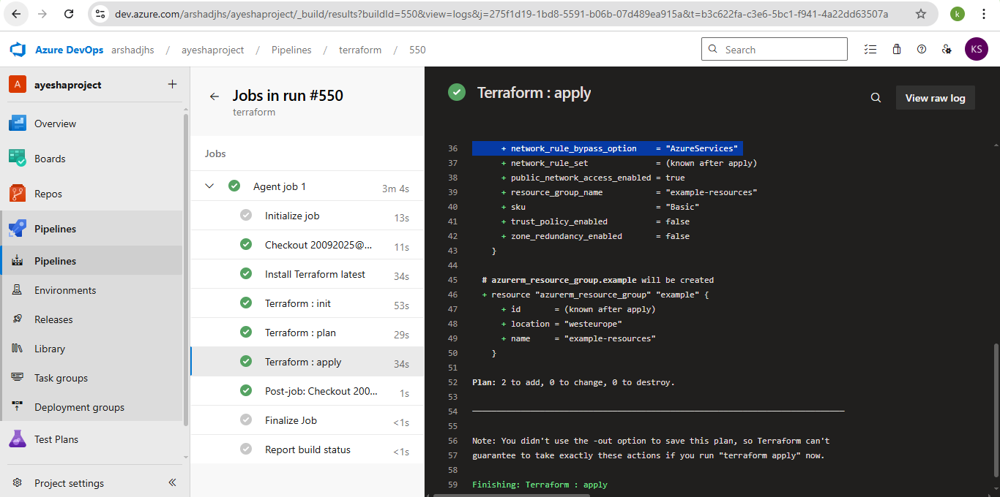 dev.azure.com/arshadjhs/ayeshaproject/_build/results?buildId=550&view=logs&j=275f1d19-1bd8-5591-b06b-07d489ea915a&t=b3c622fa-c3e6-5bc1-f941-4a22dd63507a
k
Azure DevOps arshadjhs / ayeshaproject / Pipelines / terraform / 550
Search
KS
A ayeshaproject
Overview
Boards
Repos
Pipelines
Pipelines
Environments
Releases
Library
Task groups
Deployment groups
Test Plans
Project settings
Jobs in run #550
terraform
Jobs
Agent job 1 3m 4s
Initialize job 13s
Checkout 20092025@... 11s
Install Terraform latest 34s
Terraform : init 53s
Terraform : plan 29s
Terraform : apply 34s
Post-job: Checkout 200... 1s
Finalize Job <1s
Report build status <1s
Terraform : apply
View raw log
36 + network_rule_bypass_option = "AzureServices"
37 + network_rule_set = (known after apply)
38 + public_network_access_enabled = true
39 + resource_group_name = "example-resources"
40 + sku = "Basic"
41 + trust_policy_enabled = false
42 + zone_redundancy_enabled = false
43 }
44
45 # azurerm_resource_group.example will be created
46 + resource "azurerm_resource_group" "example" {
47 + id = (known after apply)
48 + location = "westeurope"
49 + name = "example-resources"
50 }
51
52 Plan: 2 to add, 0 to change, 0 to destroy.
53
54 ─────────────────────────────────────────────────────────────────────────────
55
56 Note: You didn't use the -out option to save this plan, so Terraform can't
57 guarantee to take exactly these actions if you run "terraform apply" now.
58
59 Finishing: Terraform : apply